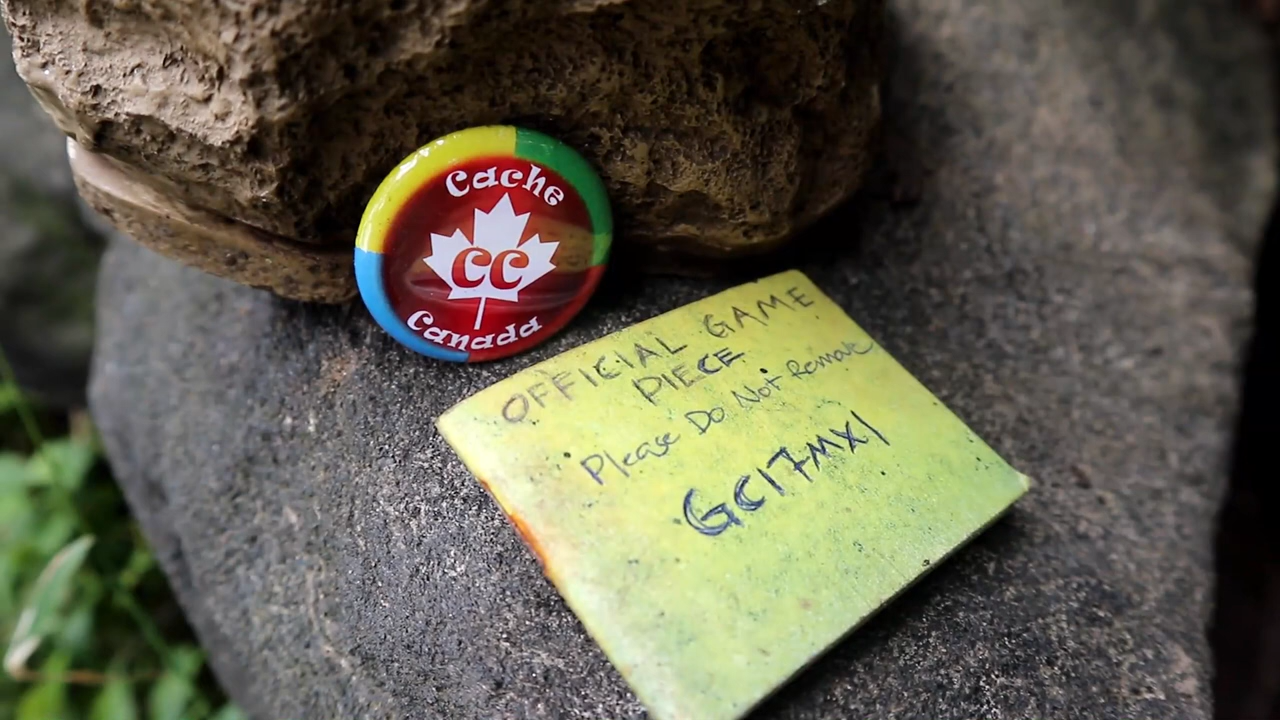 Cache
CC
Canada
OFFICIAL GAME
PIECE
Please Do Not Remove
GC17MX1